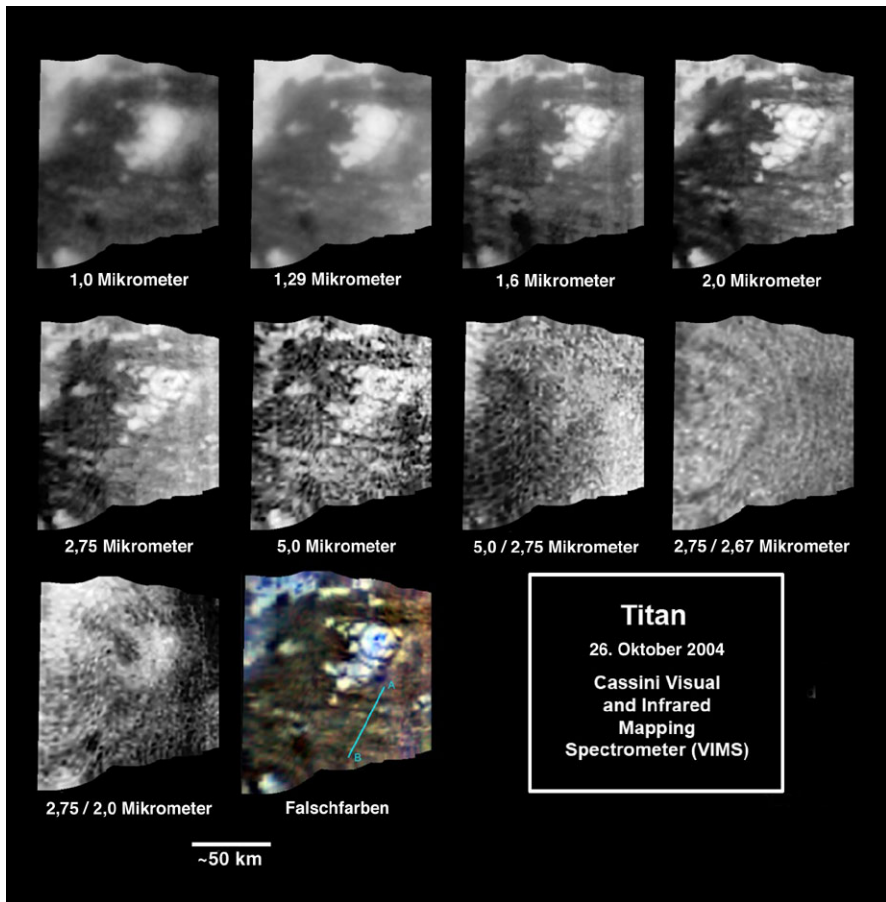 1,0 Mikrometer
1,29 Mikrometer
1,6 Mikrometer
2,0 Mikrometer
2,75 Mikrometer
5,0 Mikrometer
5,0 / 2,75 Mikrometer
2,75 / 2,67 Mikrometer
2,75 / 2,0 Mikrometer
A
B
Falschfarben
Titan
26. Oktober 2004
Cassini Visual
and Infrared
Mapping
Spectrometer (VIMS)
~50 km